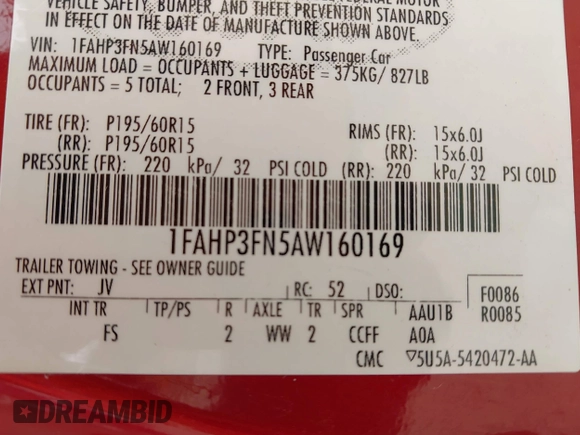 VEHICLE SAFETY, BUMPER, AND THEFT PREVENTION STANDARDS
IN EFFECT ON THE DATE OF MANUFACTURE SHOWN ABOVE.
VIN: 1FAHP3FN5AW160169 TYPE: Passenger Car
MAXIMUM LOAD = OCCUPANTS + LUGGAGE = 375KG/ 827LB
OCCUPANTS = 5 TOTAL; 2 FRONT, 3 REAR
TIRE (FR): P195/60R15 RIMS (FR): 15x6.0J
(RR): P195/60R15 (RR): 15x6.0J
PRESSURE (FR): 220 kPa/ 32 PSI COLD (RR): 220 kPa/ 32 PSI COLD
1FAHP3FN5AW160169
TRAILER TOWING - SEE OWNER GUIDE
EXT PNT: JV RC: 52 DSO: F0086
INT TR TP/PS R AXLE TR SPR AAU1B R0085
FS 2 WW 2 CCFF A0A
CMC ▽5U5A-5420472-AA
DREAMBID